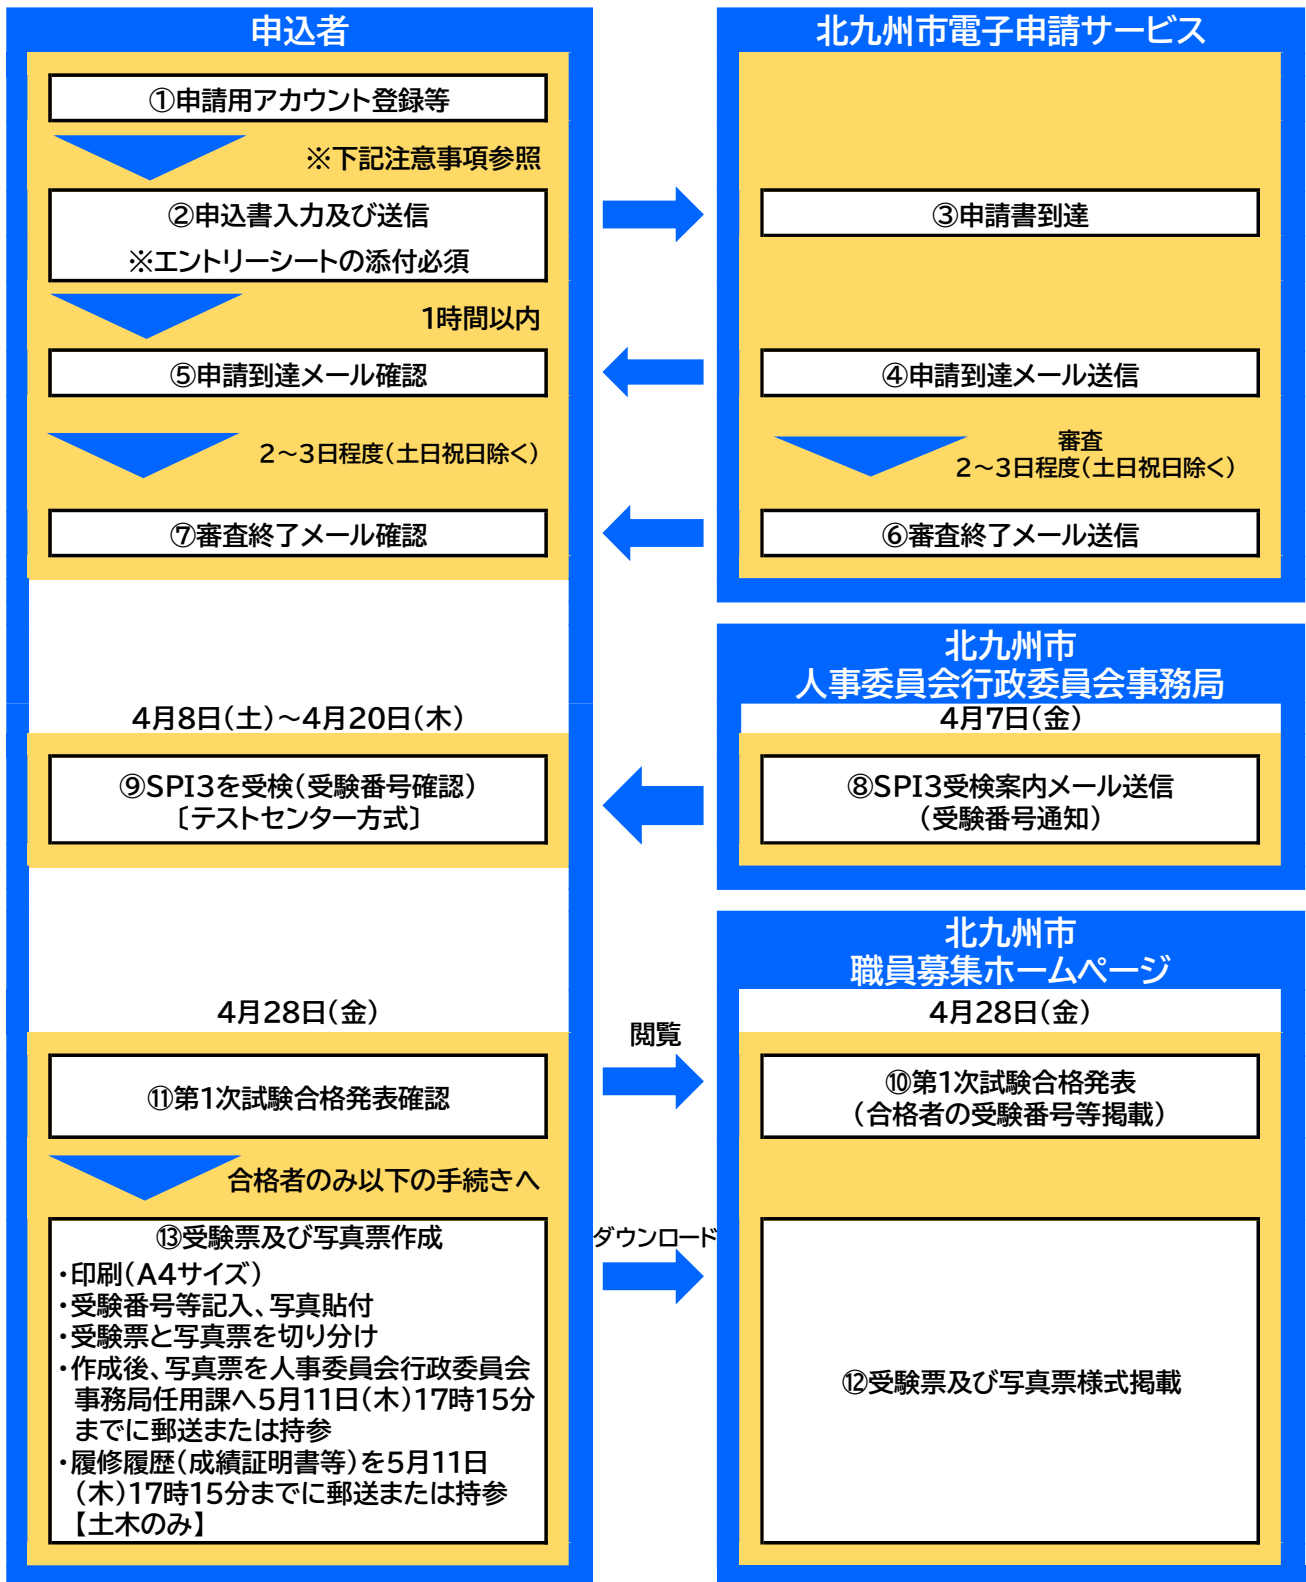 申込者
①申請用アカウント登録等
※下記注意事項参照
②申込書入力及び送信
※エントリーシートの添付必須
1時間以内
⑤申請到達メール確認
2～3日程度(土日祝日除く)
⑦審査終了メール確認
4月8日(土)～4月20日(木)
⑨SPI3を受検(受験番号確認)
〔テストセンター方式〕
4月28日(金)
⑪第1次試験合格発表確認
合格者のみ以下の手続きへ
⑬受験票及び写真票作成
・印刷(A4サイズ)
・受験番号等記入、写真貼付
・受験票と写真票を切り分け
・作成後、写真票を人事委員会行政委員会
事務局任用課へ5月11日(木)17時15分
までに郵送または持参
・履修履歴(成績証明書等)を5月11日
(木)17時15分までに郵送または持参
【土木のみ】
閲覧
ダウンロード
北九州市電子申請サービス
③申請書到達
④申請到達メール送信
審査
2～3日程度(土日祝日除く)
⑥審査終了メール送信
北九州市
人事委員会行政委員会事務局
4月7日(金)
⑧SPI3受検案内メール送信
(受験番号通知)
北九州市
職員募集ホームページ
4月28日(金)
⑩第1次試験合格発表
(合格者の受験番号等掲載)
⑫受験票及び写真票様式掲載